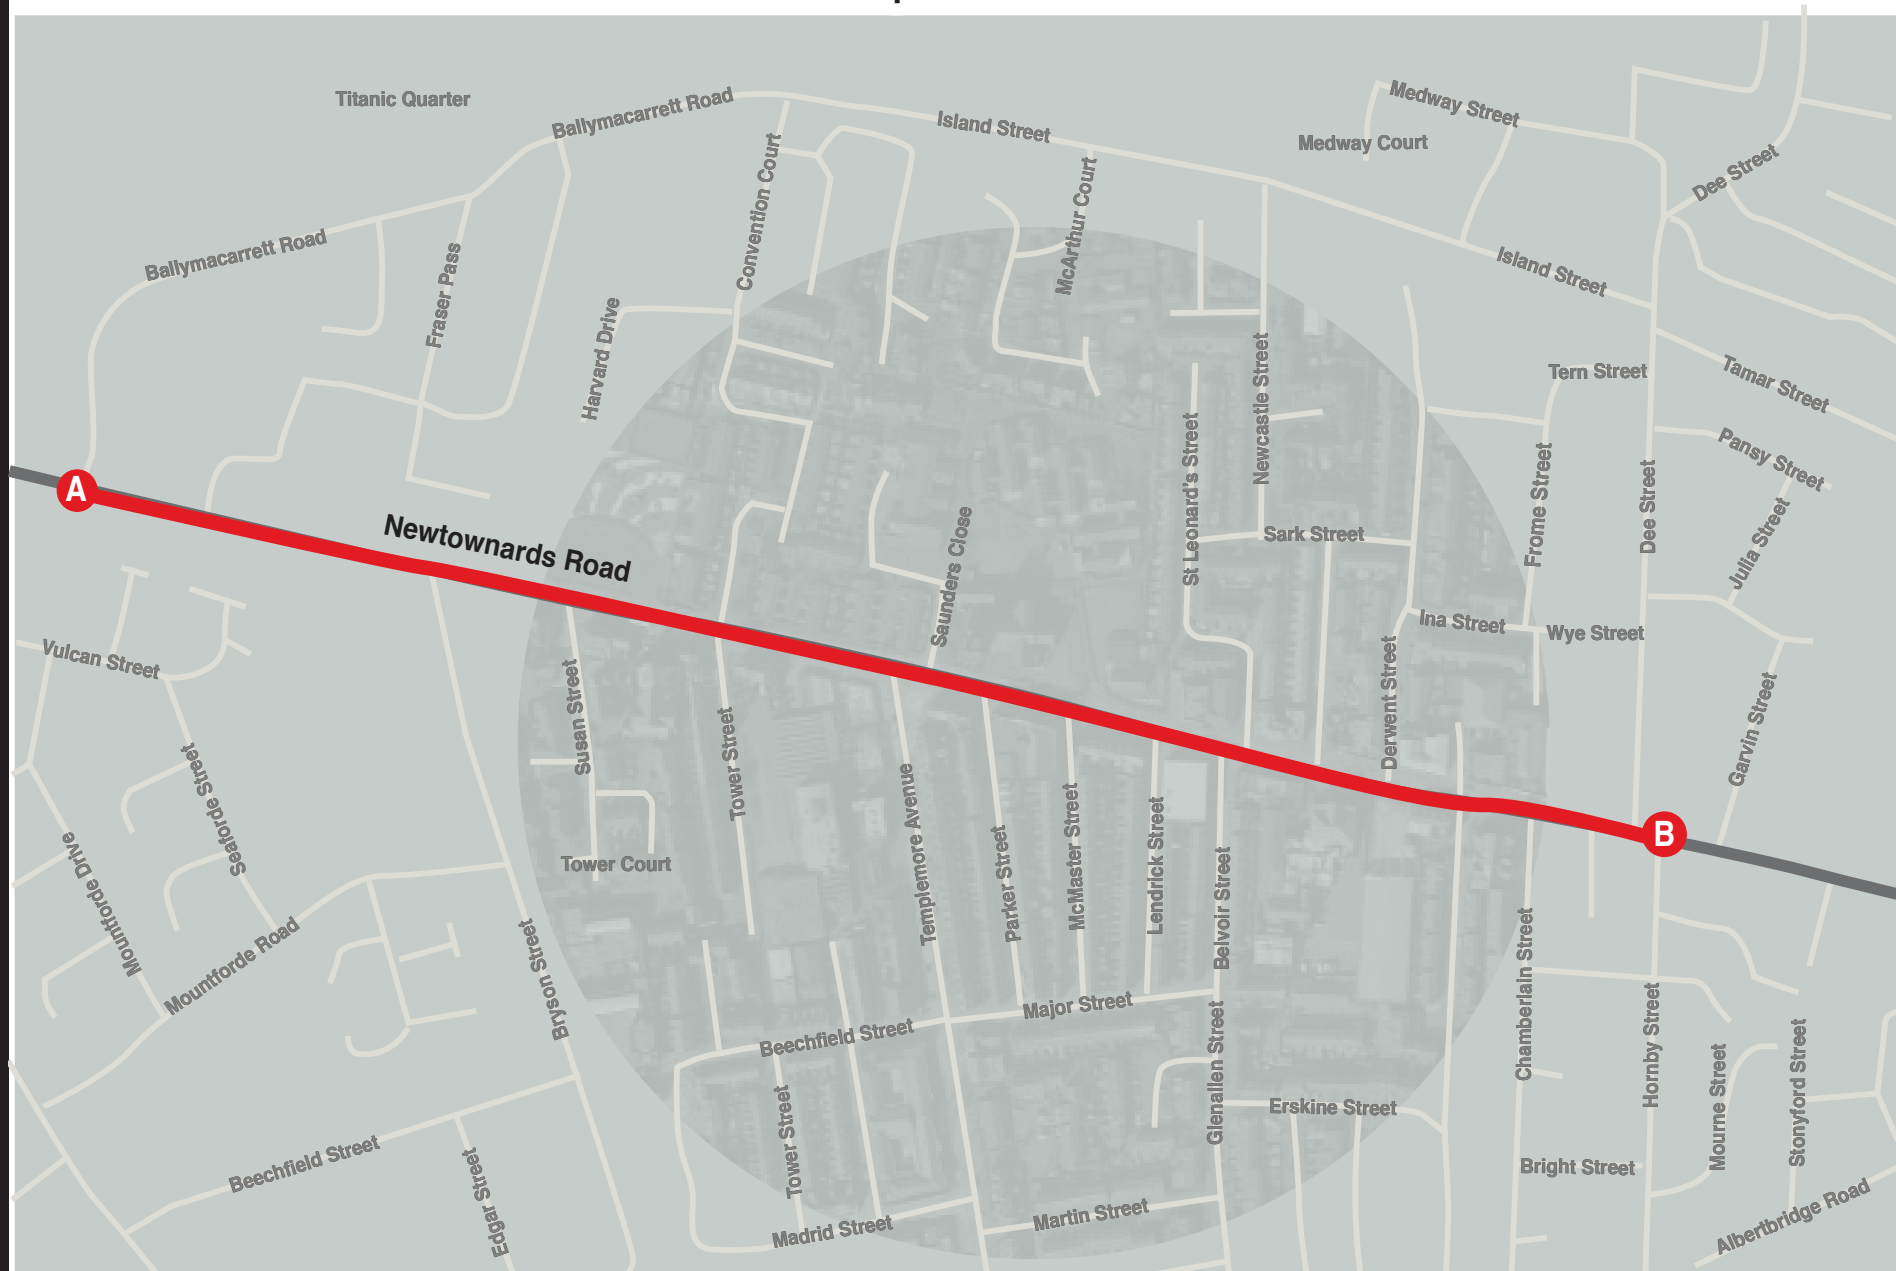 Titanic Quarter
Ballymacarrett Road
Island Street
Medway Street
Medway Court
Dee Street
Convention Court
McArthur Court
Ballymacarrett Road
Fraser Pass
Harvard Drive
Island Street
Newcastle Street
Tern Street
Tamar Street
St Leonard's Street
Frome Street
Dee Street
Pansy Street
Julia Street
A
Newtownards Road
Saunders Close
Sark Street
Ina Street
Wye Street
Vulcan Street
Susan Street
Tower Street
Derwent Street
Garvin Street
Seaforde Street
Templemore Avenue
Parker Street
McMaster Street
Lendrick Street
Belvoir Street
B
Tower Court
Mountforde Drive
Mountforde Road
Bryson Street
Beechfield Street
Major Street
Glenallen Street
Chamberlain Street
Hornby Street
Mourne Street
Stonyford Street
Tower Street
Erskine Street
Beechfield Street
Edgar Street
Bright Street
Madrid Street
Martin Street
Albertbridge Road